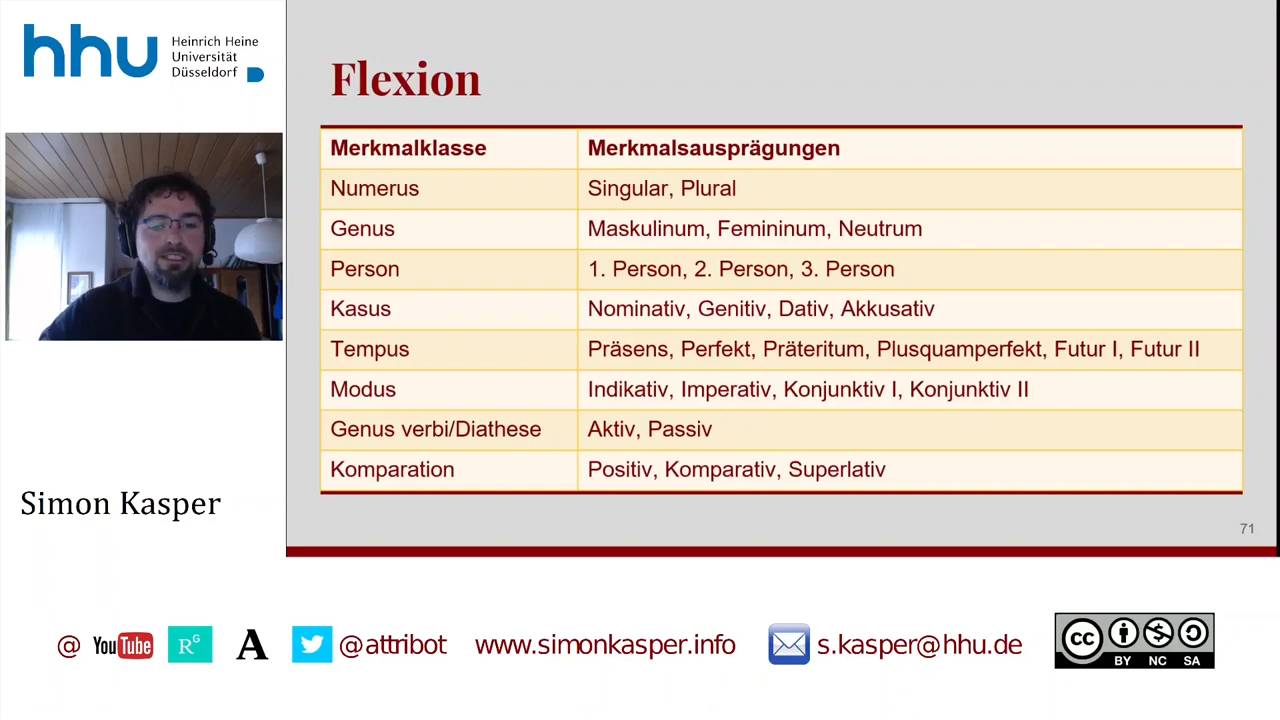 hhu Heinrich Heine
Universität
Düsseldorf
Flexion
Merkmalklasse Merkmalsausprägungen
Numerus Singular, Plural
Genus Maskulinum, Femininum, Neutrum
Person 1. Person, 2. Person, 3. Person
Kasus Nominativ, Genitiv, Dativ, Akkusativ
Tempus Präsens, Perfekt, Präteritum, Plusquamperfekt, Futur I, Futur II
Modus Indikativ, Imperativ, Konjunktiv I, Konjunktiv II
Genus verbi/Diathese Aktiv, Passiv
Komparation Positiv, Komparativ, Superlativ
71
Simon Kasper
@ YouTube RG A @attribot www.simonkasper.info s.kasper@hhu.de cc
BY NC SA